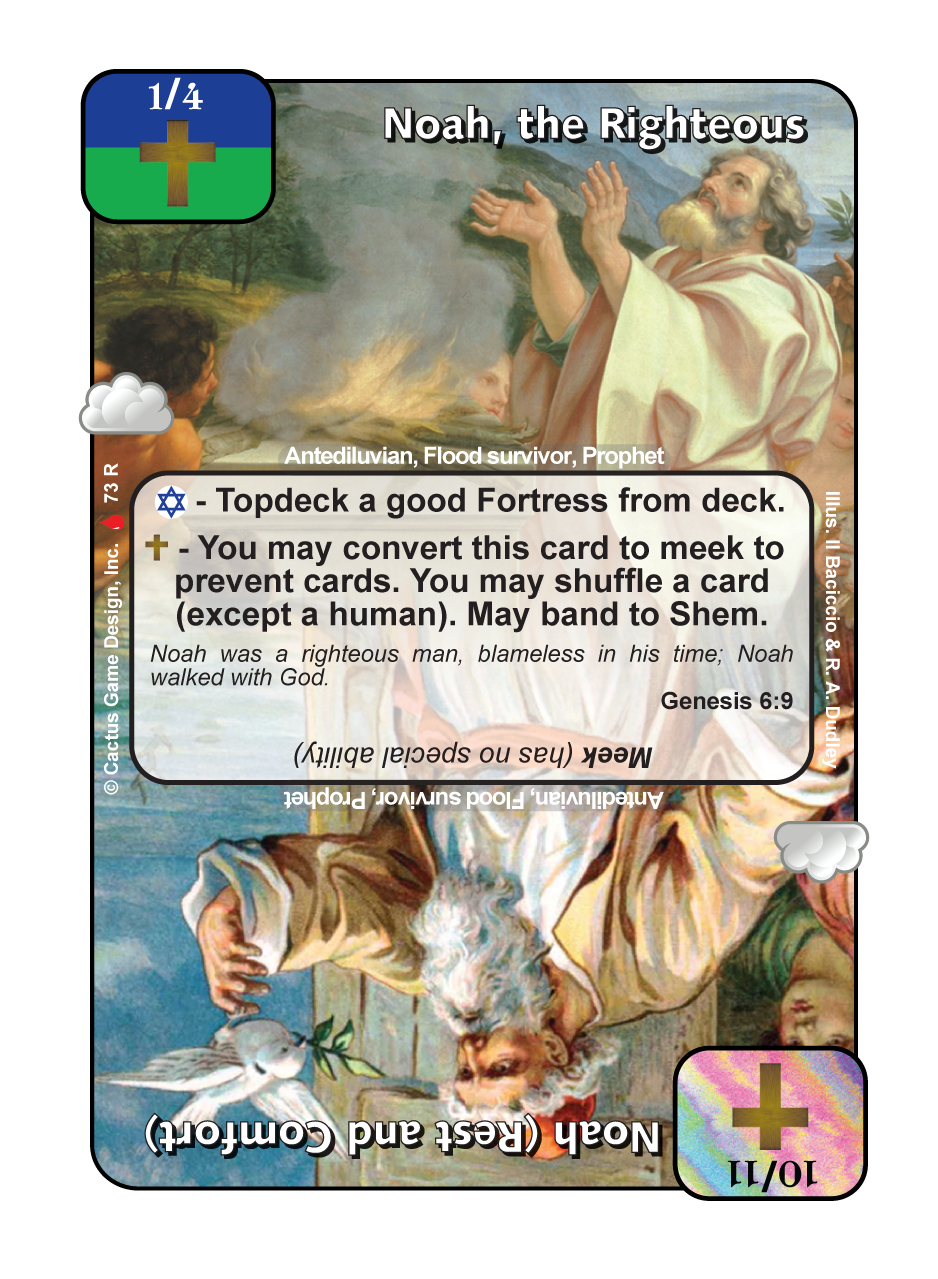 1/4
Noah, the Righteous
Antediluvian, Flood survivor, Prophet
- Topdeck a good Fortress from deck.
- You may convert this card to meek to
prevent cards. You may shuffle a card
(except a human). May band to Shem.
Noah was a righteous man, blameless in his time; Noah
walked with God.
Genesis 6:9
Meek (has no special ability)
Antediluvian, Flood survivor, Prophet
Noah (Rest and Comfort)
10/11
© Cactus Game Design, Inc. 73 R
Illus. Il Baciccio & R. A. Dudley